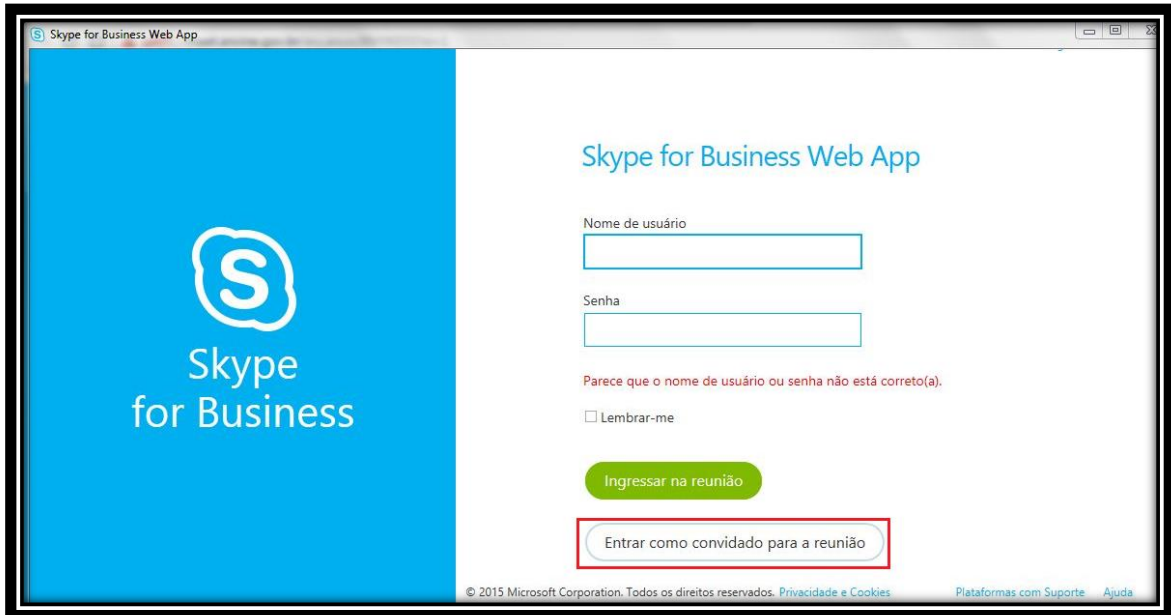 Skype for Business Web App
Skype for Business Web App
Nome de usuário
Senha
Parece que o nome de usuário ou senha não está correto(a).
Lembrar-me
Ingressar na reunião
Entrar como convidado para a reunião
Skype
for Business
© 2015 Microsoft Corporation. Todos os direitos reservados. Privacidade e Cookies Plataformas com Suporte Ajuda